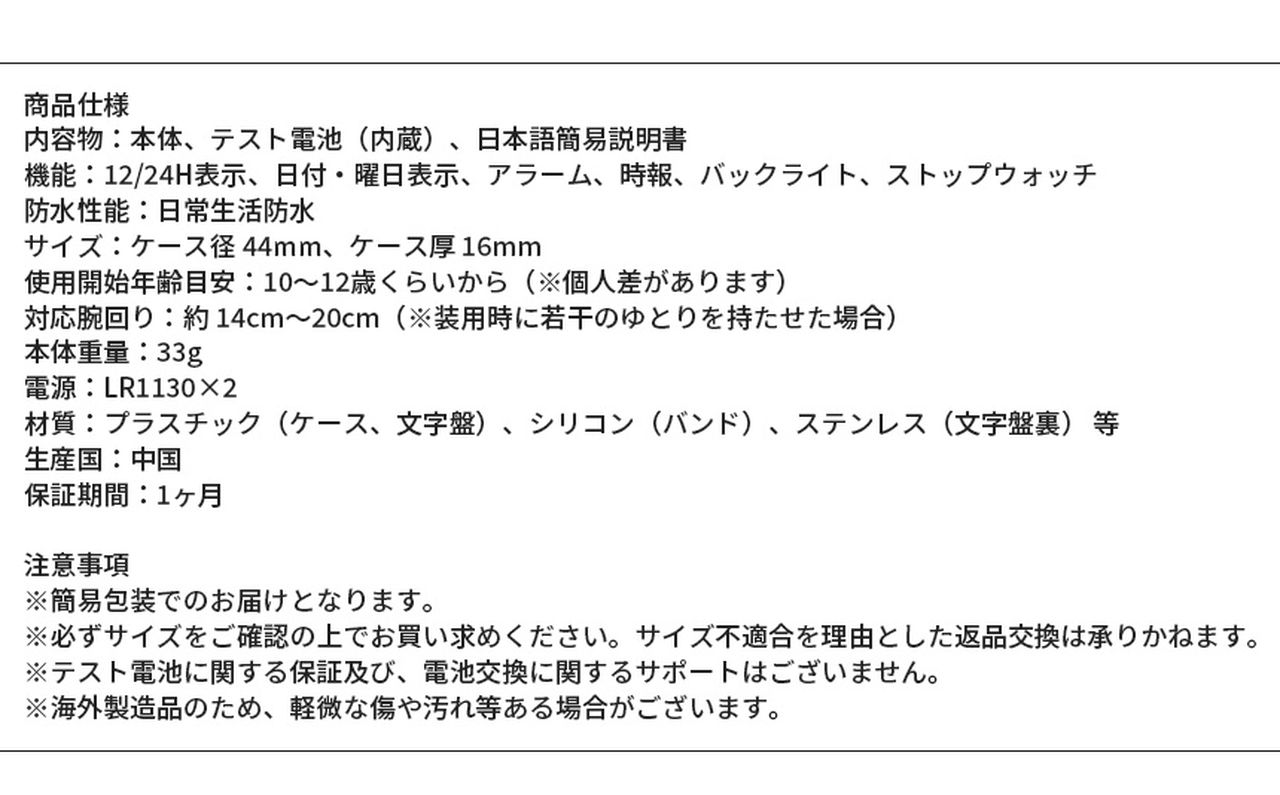 商品仕様
内容物：本体、テスト電池（内蔵）、日本語簡易説明書
機能：12/24H表示、日付・曜日表示、アラーム、時報、バックライト、ストップウォッチ
防水性能：日常生活防水
サイズ：ケース径 44mm、ケース厚 16mm
使用開始年齢目安：10〜12歳くらいから（※個人差があります）
対応腕回り：約 14cm〜20cm（※装用時に若干のゆとりを持たせた場合）
本体重量：33g
電源：LR1130×2
材質：プラスチック（ケース、文字盤）、シリコン（バンド）、ステンレス（文字盤裏） 等
生産国：中国
保証期間：1ヶ月
注意事項
※簡易包装でのお届けとなります。
※必ずサイズをご確認の上でお買い求めください。サイズ不適合を理由とした返品交換は承りかねます。
※テスト電池に関する保証及び、電池交換に関するサポートはございません。
※海外製造品のため、軽微な傷や汚れ等ある場合がございます。